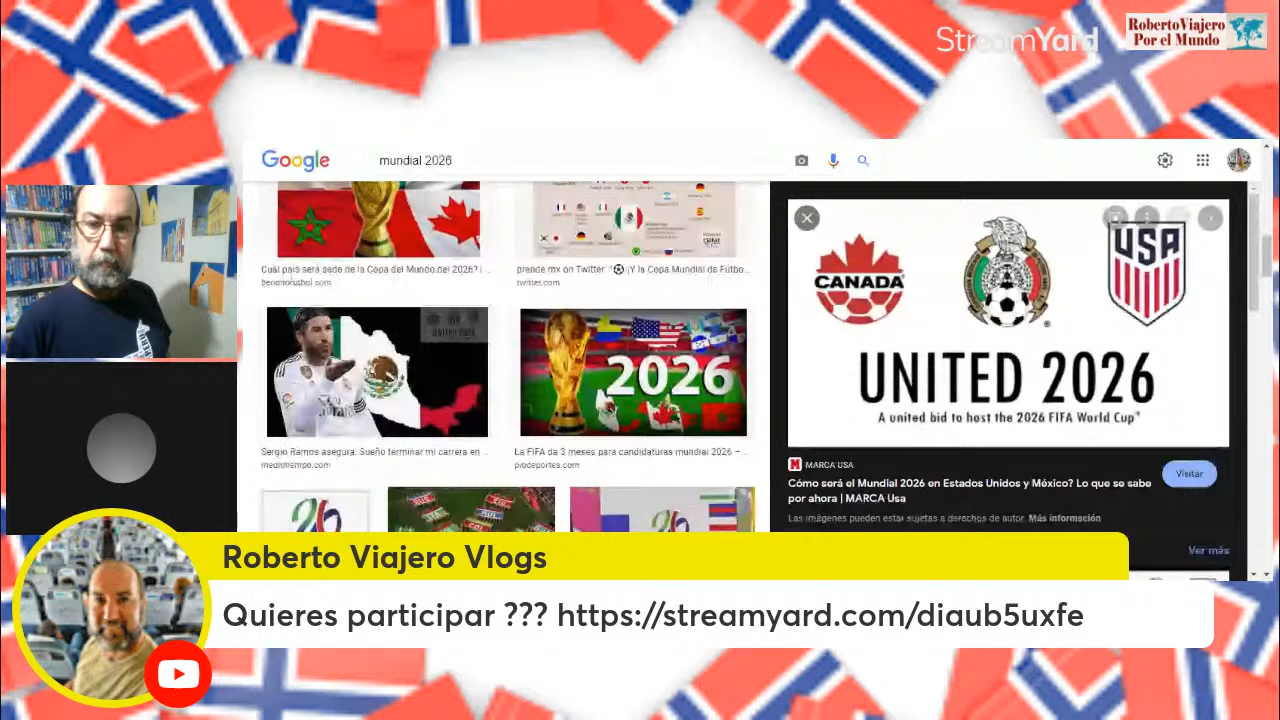 StreamYard
RobertoViajero
Por el Mundo
Google
mundial 2026
Cuál país será sede de la Copa del Mundo del 2026? ...
benditofutbol.com
prende mx on Twitter: "⚽ ¡Y la Copa Mundial de Fútbo...
twitter.com
2026
Sergio Ramos asegura: Sueño terminar mi carrera en ...
mediotiempo.com
La FIFA da 3 meses para candidaturas mundial 2026 – ...
prodeportes.com
CANADA
USA
UNITED 2026
A united bid to host the 2026 FIFA World Cup™
MARCA USA
Cómo será el Mundial 2026 en Estados Unidos y México? Lo que se sabe
por ahora | MARCA Usa
Visitar
Las imágenes pueden estar sujetas a derechos de autor. Más información
Ver más
Roberto Viajero Vlogs
Quieres participar ??? https://streamyard.com/diaub5uxfe